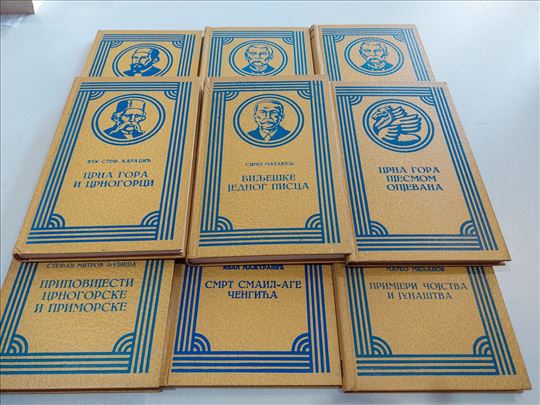 ВУК СТЕФ. КАРАЏИЋ
ЦРНА ГОРА
И ЦРНОГОРЦИ
СИМО МАТАВУЉ
БИЉЕШКЕ
ЈЕДНОГ ПИСЦА
ЦРНА ГОРА
ПЈЕСМОМ
ОПЈЕВАНА
СТЕФАН МИТРОВ ЉУБИША
ПРИПОВИЈЕСТИ
ЦРНОГОРСКЕ
И ПРИМОРСКЕ
ИВАН МАЖУРАНИЋ
СМРТ СМАИЛ-АГЕ
ЧЕНГИЋА
МАРКО МИЉАНОВ
ПРИМЈЕРИ ЧОЈСТВА
И ЈУНАШТВА